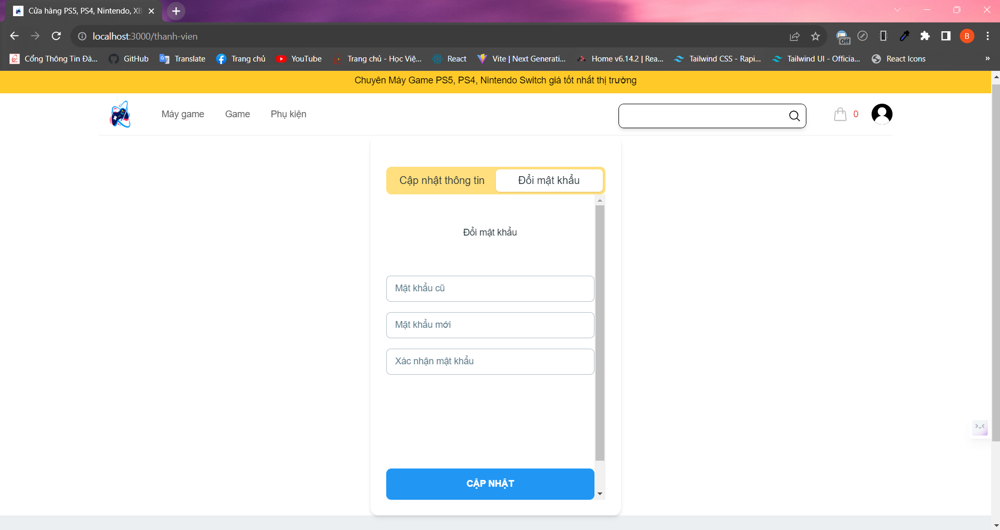 Cửa hàng PS5, PS4, Nintendo, XB
localhost:3000/thanh-vien
Off
B
Cổng Thông Tin Đà...
GitHub
Translate
Trang chủ
YouTube
Trang chủ - Học Việ...
React
Vite | Next Generati...
Home v6.14.2 | Rea...
Tailwind CSS - Rapi...
Tailwind UI - Officia...
React Icons
»
Chuyên Máy Game PS5, PS4, Nintendo Switch giá tốt nhất thị trường
Máy game
Game
Phụ kiện
0
Cập nhật thông tin
Đổi mật khẩu
Đổi mật khẩu
Mật khẩu cũ
Mật khẩu mới
Xác nhận mật khẩu
CẬP NHẬT